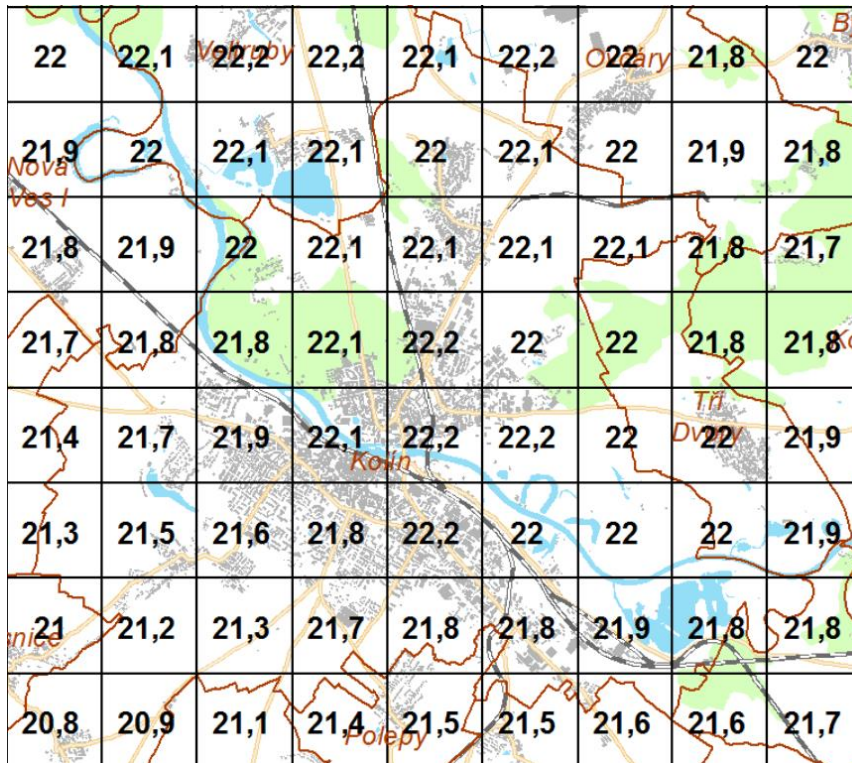 22 22,1 22,2 22,2 22,1 22,2 22 21,8 22
Ovčáry
21,9 22 22,1 22,1 22 22,1 22 21,9 21,8
Nová
Ves I
21,8 21,9 22 22,1 22,1 22,1 22,1 21,8 21,7
21,7 21,8 21,8 22,1 22,2 22 22 21,8 21,8
Tři
21,4 21,7 21,9 22,1 22,2 22,2 22 22 21,9
Dvory
Kolín
21,3 21,5 21,6 21,8 22,2 22 22 22 21,9
21 21,2 21,3 21,7 21,8 21,8 21,9 21,8 21,8
20,8 20,9 21,1 21,4 21,5 21,5 21,6 21,6 21,7
Polepy